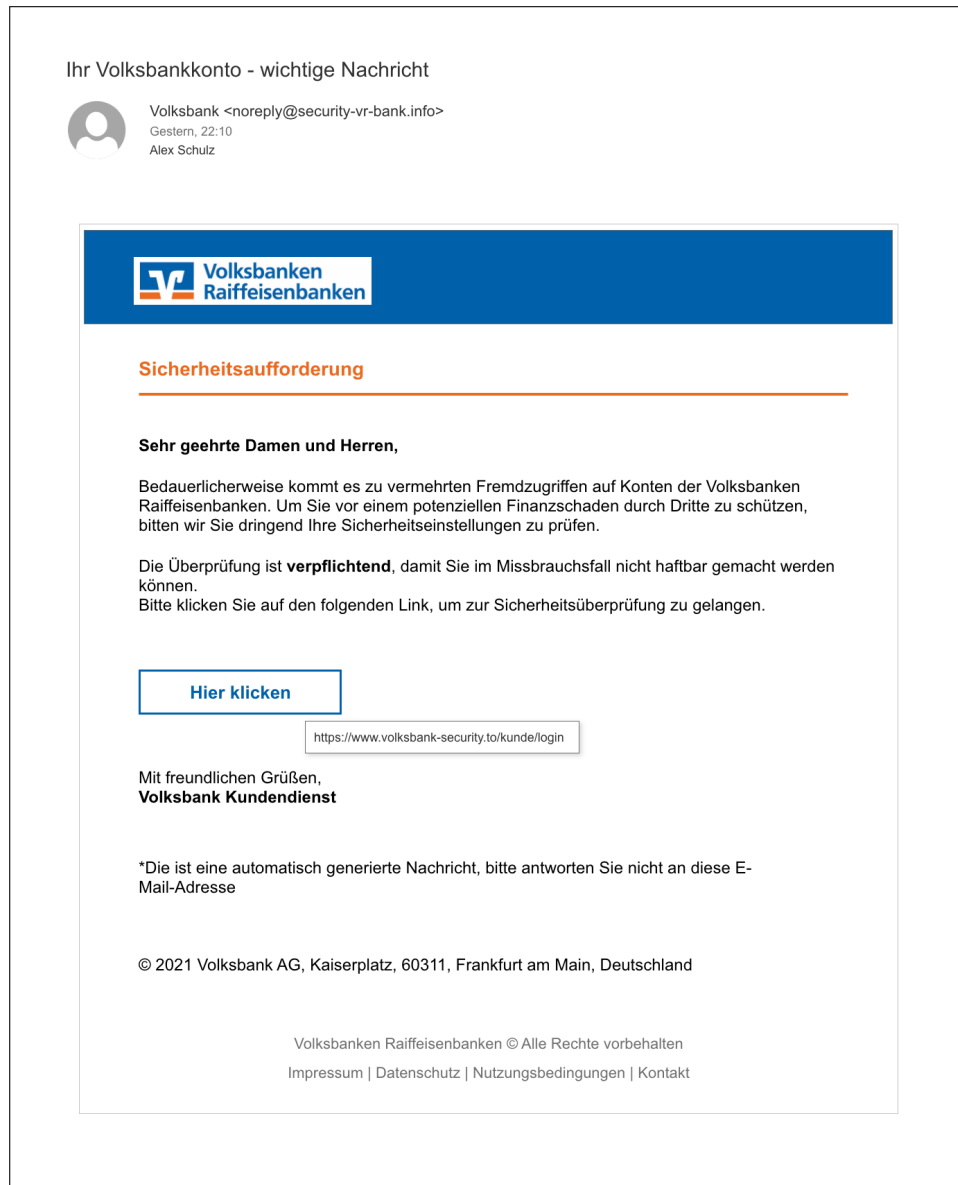 Ihr Volksbankkonto - wichtige Nachricht
Volksbank <noreply@security-vr-bank.info>
Gestern, 22:10
Alex Schulz
Volksbanken
Raiffeisenbanken
Sicherheitsaufforderung
Sehr geehrte Damen und Herren,
Bedauerlicherweise kommt es zu vermehrten Fremdzugriffen auf Konten der Volksbanken
Raiffeisenbanken. Um Sie vor einem potenziellen Finanzschaden durch Dritte zu schützen,
bitten wir Sie dringend Ihre Sicherheitseinstellungen zu prüfen.
Die Überprüfung ist verpflichtend, damit Sie im Missbrauchsfall nicht haftbar gemacht werden
können.
Bitte klicken Sie auf den folgenden Link, um zur Sicherheitsüberprüfung zu gelangen.
Hier klicken
https://www.volksbank-security.to/kunde/login
Mit freundlichen Grüßen,
Volksbank Kundendienst
*Die ist eine automatisch generierte Nachricht, bitte antworten Sie nicht an diese E-
Mail-Adresse
© 2021 Volksbank AG, Kaiserplatz, 60311, Frankfurt am Main, Deutschland
Volksbanken Raiffeisenbanken © Alle Rechte vorbehalten
Impressum | Datenschutz | Nutzungsbedingungen | Kontakt